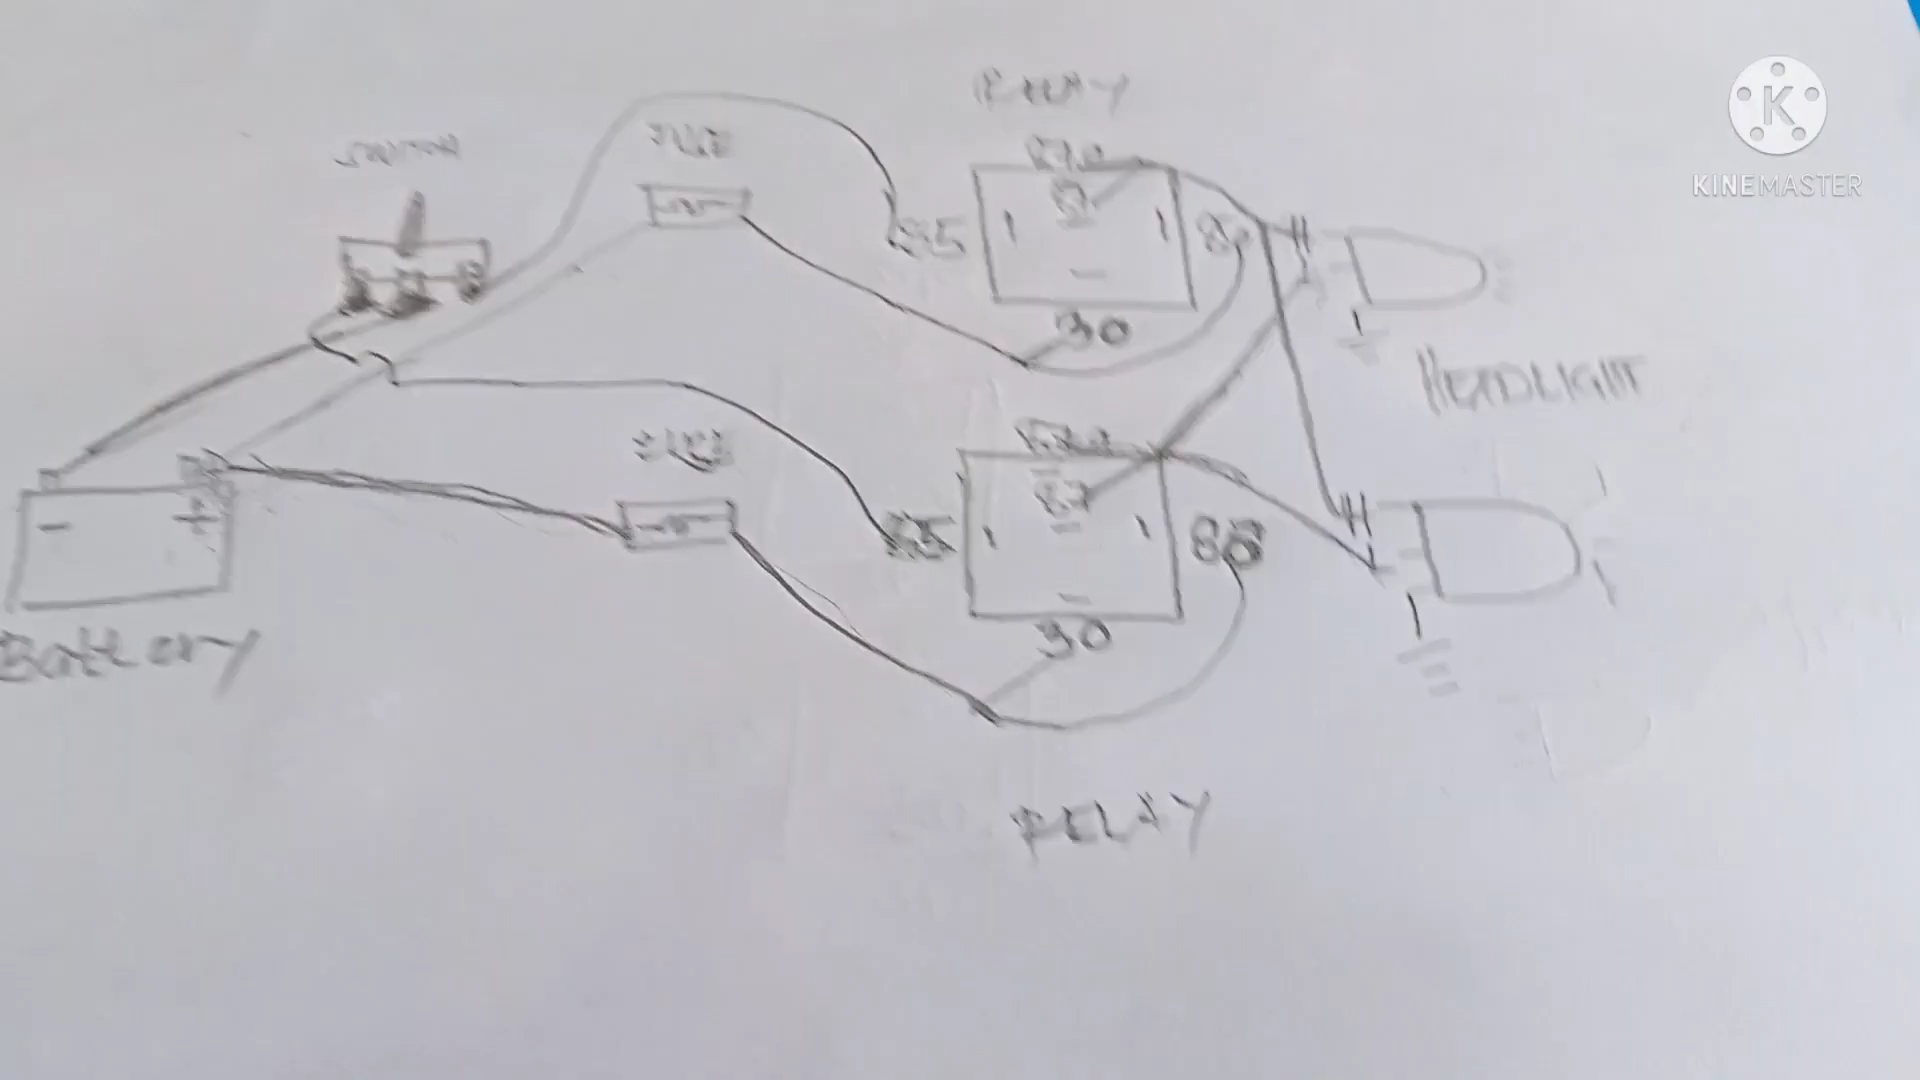 RELAY
SWITCH
FUSE
87a
87
85
86
H
L
30
HEADLIGHT
FUSE
87a
87
85
86
H
L
30
-
+
Battery
RELAY
K
KINEMASTER